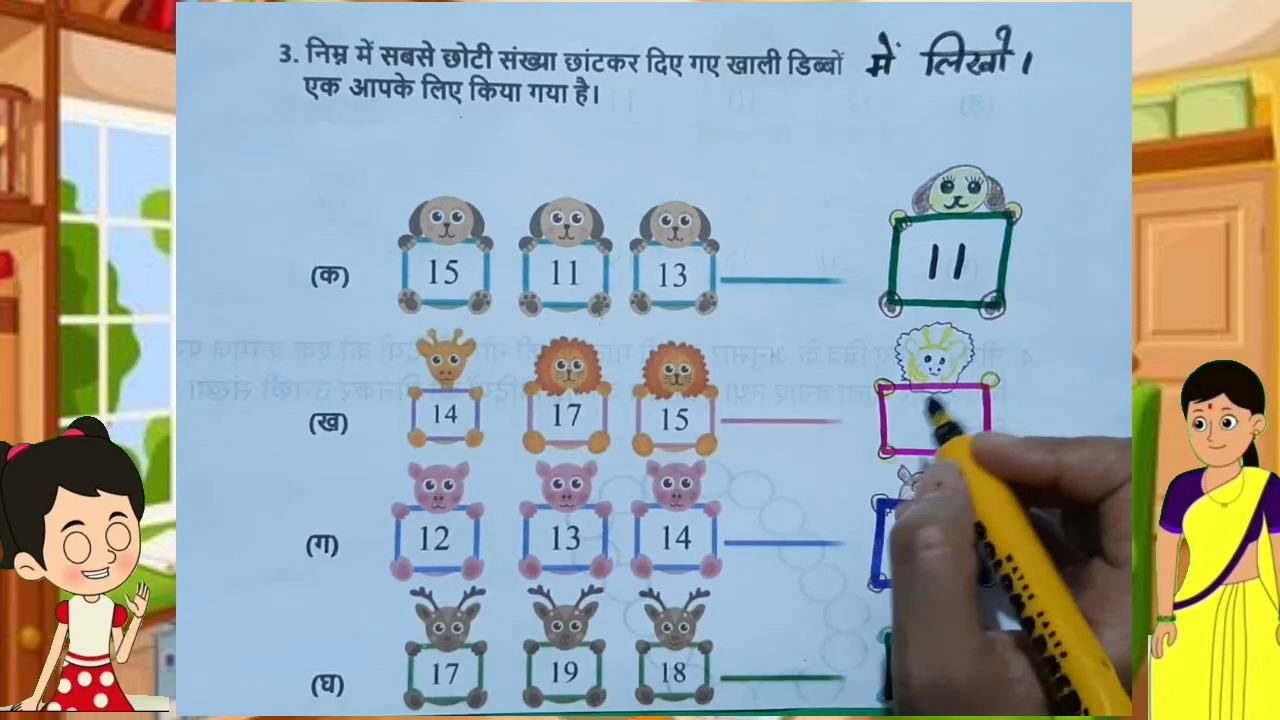 3. निम्न में सबसे छोटी संख्या छांटकर दिए गए खाली डिब्बों में लिखो।
एक आपके लिए किया गया है।
(क) 15 11 13 11
(ख) 14 17 15
(ग) 12 13 14
(घ) 17 19 18